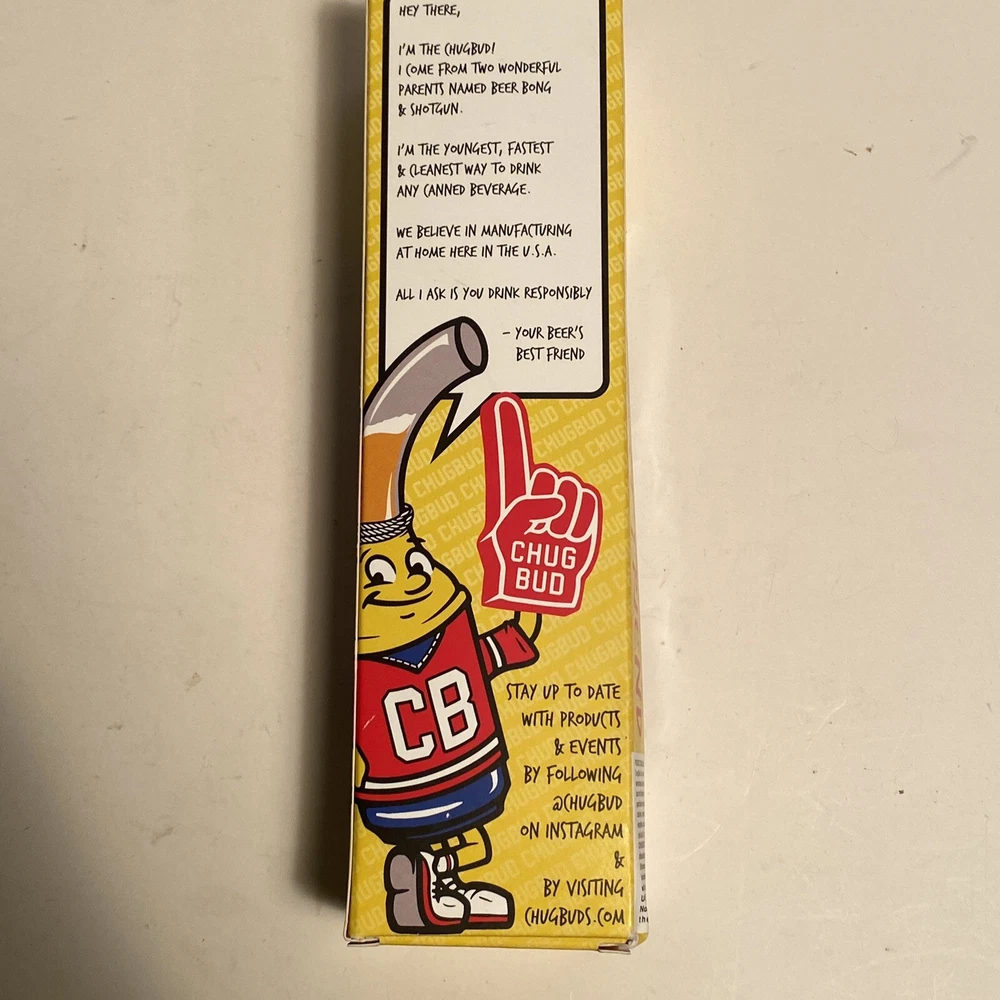 HEY THERE,
I'M THE CHUGBUD!
I COME FROM TWO WONDERFUL
PARENTS NAMED BEER BONG
& SHOTGUN.
I'M THE YOUNGEST, FASTEST
& CLEANEST WAY TO DRINK
ANY CANNED BEVERAGE.
WE BELIEVE IN MANUFACTURING
AT HOME HERE IN THE U.S.A.
ALL I ASK IS YOU DRINK RESPONSIBLY
– YOUR BEER'S
BEST FRIEND
CHUG
BUD
CB
STAY UP TO DATE
WITH PRODUCTS
& EVENTS
BY FOLLOWING
@CHUGBUD
ON INSTAGRAM
&
BY VISITING
CHUGBUDS.COM